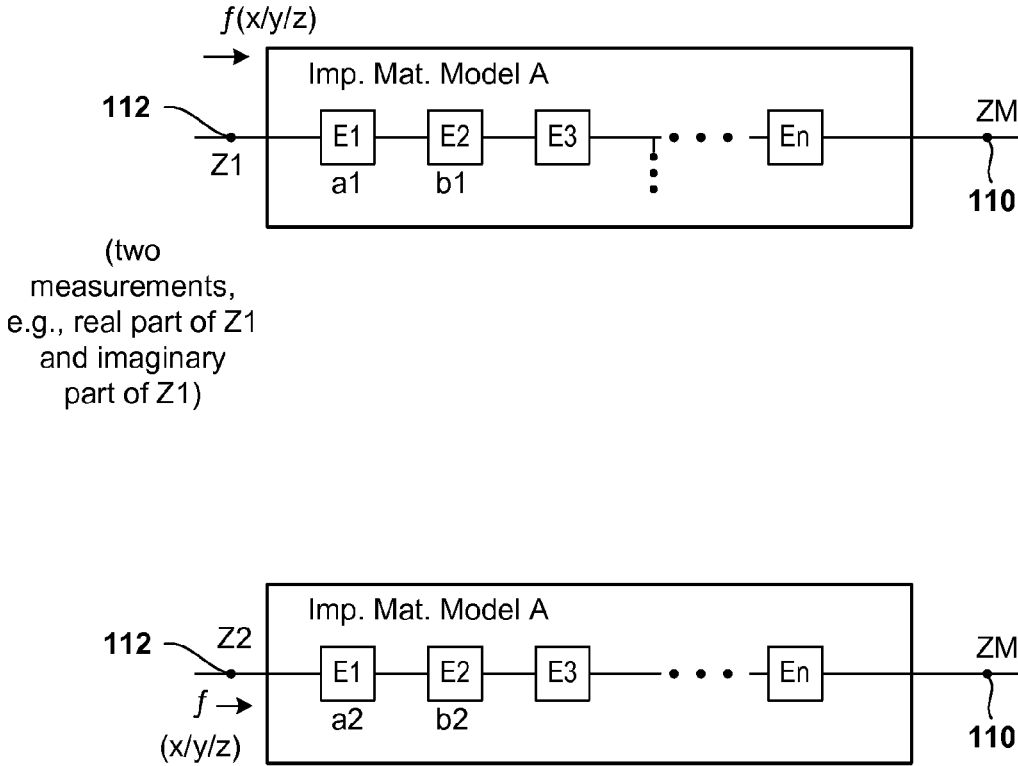 f(x/y/z)
Imp. Mat. Model A
112
E1
E2
E3
En
ZM
Z1
a1
b1
110
(two
measurements,
e.g., real part of Z1
and imaginary
part of Z1)
Imp. Mat. Model A
112
Z2
E1
E2
E3
En
ZM
f
a2
b2
110
(x/y/z)